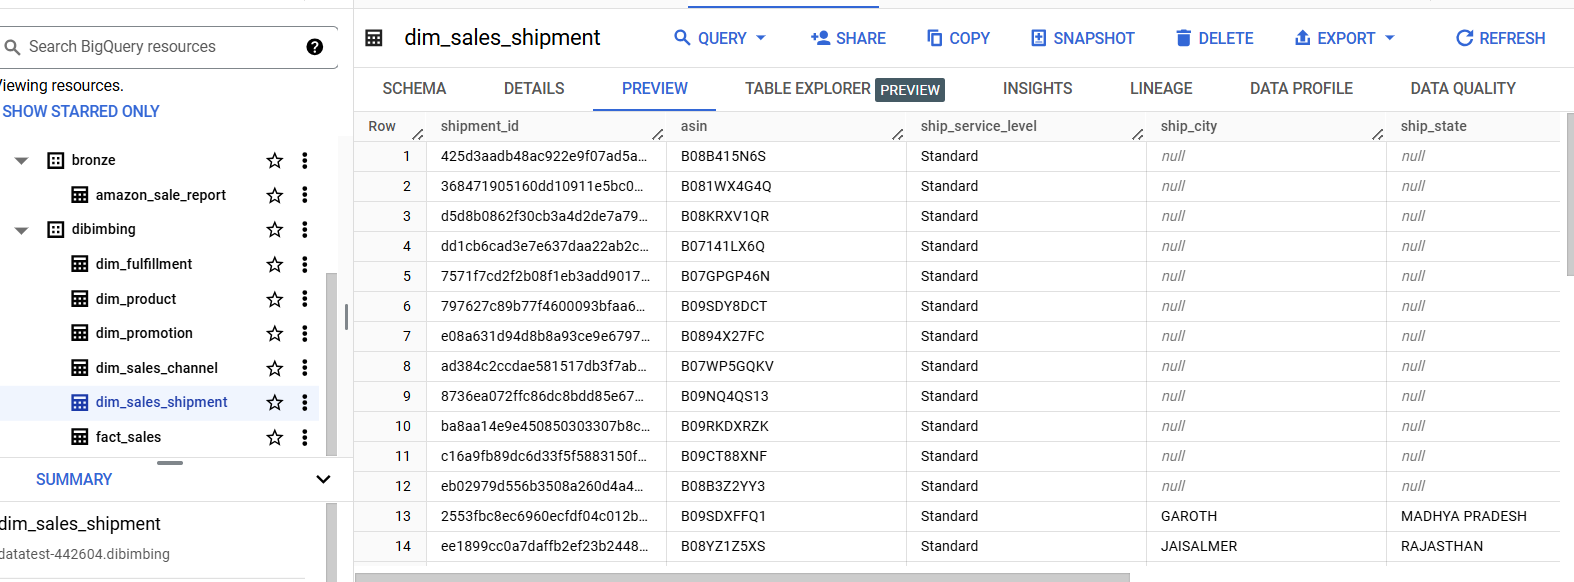 Search BigQuery resources
Viewing resources.
SHOW STARRED ONLY
bronze
amazon_sale_report
dibimbing
dim_fulfillment
dim_product
dim_promotion
dim_sales_channel
dim_sales_shipment
fact_sales
SUMMARY
dim_sales_shipment
datatest-442604.dibimbing
dim_sales_shipment QUERY SHARE COPY SNAPSHOT DELETE EXPORT REFRESH
SCHEMA DETAILS PREVIEW TABLE EXPLORER PREVIEW INSIGHTS LINEAGE DATA PROFILE DATA QUALITY
Row shipment_id asin ship_service_level ship_city ship_state
1 425d3aadb48ac922e9f07ad5a... B08B415N6S Standard null null
2 368471905160dd10911e5bc0... B081WX4G4Q Standard null null
3 d5d8b0862f30cb3a4d2de7a79... B08KRXV1QR Standard null null
4 dd1cb6cad3e7e637daa22ab2c... B07141LX6Q Standard null null
5 7571f7cd2f2b08f1eb3add9017... B07GPGP46N Standard null null
6 797627c89b77f4600093bfaa6... B09SDY8DCT Standard null null
7 e08a631d94d8b8a93ce9e6797... B0894X27FC Standard null null
8 ad384c2ccdae581517db3f7ab... B07WP5GQKV Standard null null
9 8736ea072ffc86dc8bdd85e67... B09NQ4QS13 Standard null null
10 ba8aa14e9e450850303307b8c... B09RKDXRZK Standard null null
11 c16a9fb89dc6d33f5f5883150f... B09CT88XNF Standard null null
12 eb02979d556b3508a260d4a4... B08B3Z2YY3 Standard null null
13 2553fbc8ec6960ecfdf04c012b... B09SDXFFQ1 Standard GAROTH MADHYA PRADESH
14 ee1899cc0a7daffb2ef23b2448... B08YZ1Z5XS Standard JAISALMER RAJASTHAN